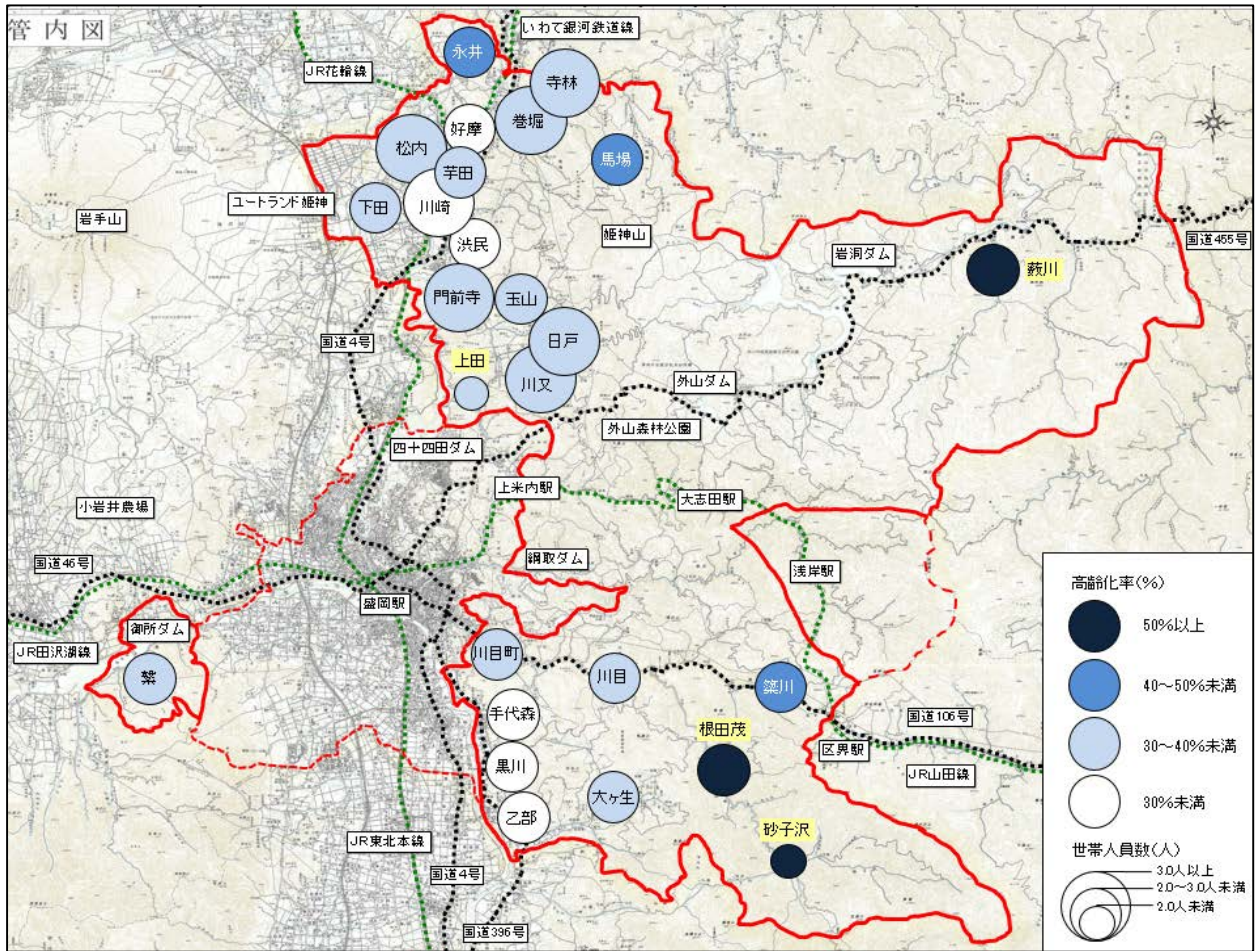 管内図
いわて銀河鉄道線
永井
JR花輪線
寺林
好摩
巻堀
松内
芋田
馬場
ユートランド姫神
下田
川崎
岩手山
渋民
姫神山
岩洞ダム
国道455号
薮川
門前寺
玉山
国道4号
日戸
上田
川又
外山ダム
外山森林公園
四十四田ダム
上米内駅
大志田駅
小岩井農場
綱取ダム
浅岸駅
国道46号
盛岡駅
御所ダム
JR田沢湖線
繋
川目町
川目
簗川
手代森
国道106号
根田茂
区界駅
黒川
JR山田線
大ヶ生
乙部
砂子沢
JR東北本線
国道4号
国道396号
高齢化率(%)
50%以上
40～50%未満
30～40%未満
30%未満
世帯人員数(人)
3.0人以上
2.0～3.0人未満
2.0人未満